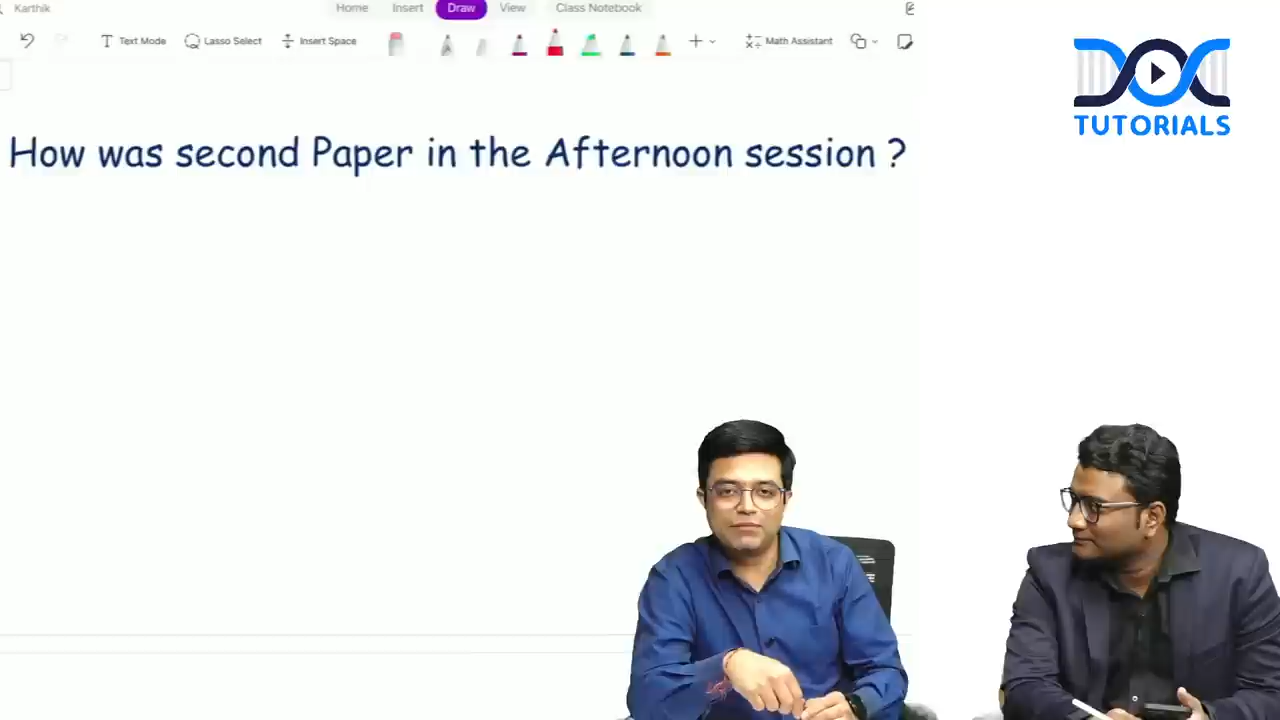 Karthik
Home Insert Draw View Class Notebook
Text Mode Lasso Select Insert Space Math Assistant
How was second Paper in the Afternoon session ?
DOC
TUTORIALS